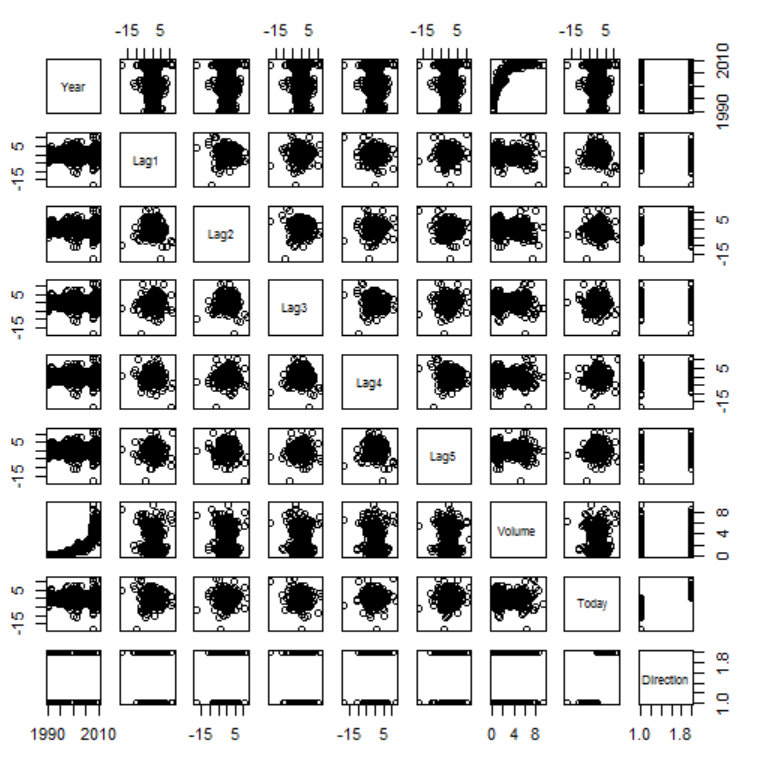 -15 5 -15 5 -15 5 -15 5
Year
1990 2010
-15 5
Lag1
Lag2
-15 5
-15 5
Lag3
Lag4
-15 5
-15 5
Lag5
Volume
0 4 8
-15 5
Today
Direction
1.0 1.8
1990 2010 -15 5 -15 5 0 4 8 1.0 1.8